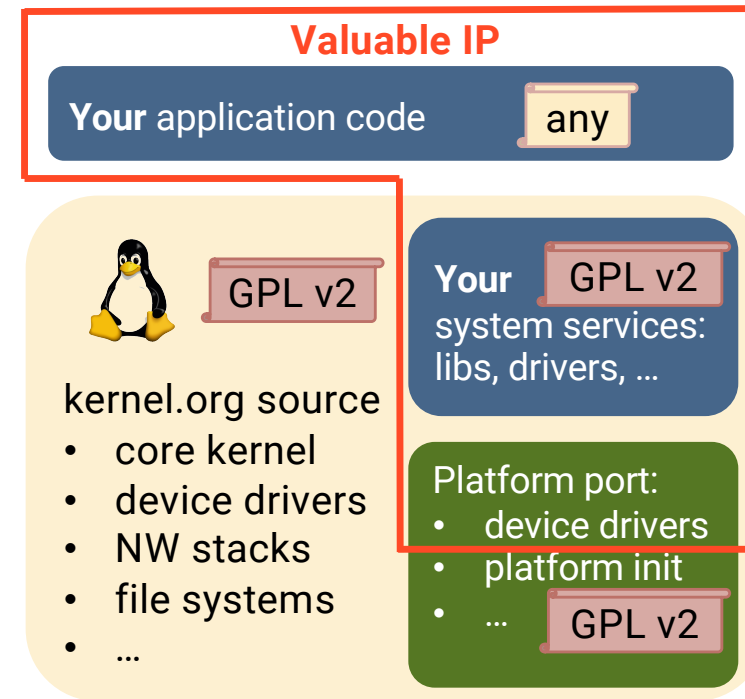 Valuable IP
Your application code any
GPL v2
kernel.org source
• core kernel
• device drivers
• NW stacks
• file systems
• ...
Your GPL v2
system services:
libs, drivers, ...
Platform port:
• device drivers
• platform init
• ... GPL v2